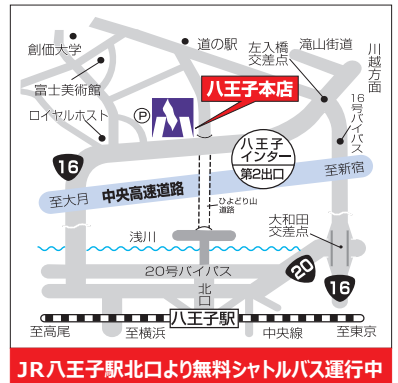 創価大学
道の駅
左入橋
交差点
滝山街道
川越方面
富士美術館
八王子本店
ロイヤルホスト
P
16号バイパス
八王子
インター
第2出口
16
至大月
中央高速道路
至新宿
ひよどり山
道路
大和田
交差点
浅川
20号バイパス
20
16
北口
八王子駅
至高尾
至横浜
中央線
至東京
JR八王子駅北口より無料シャトルバス運行中